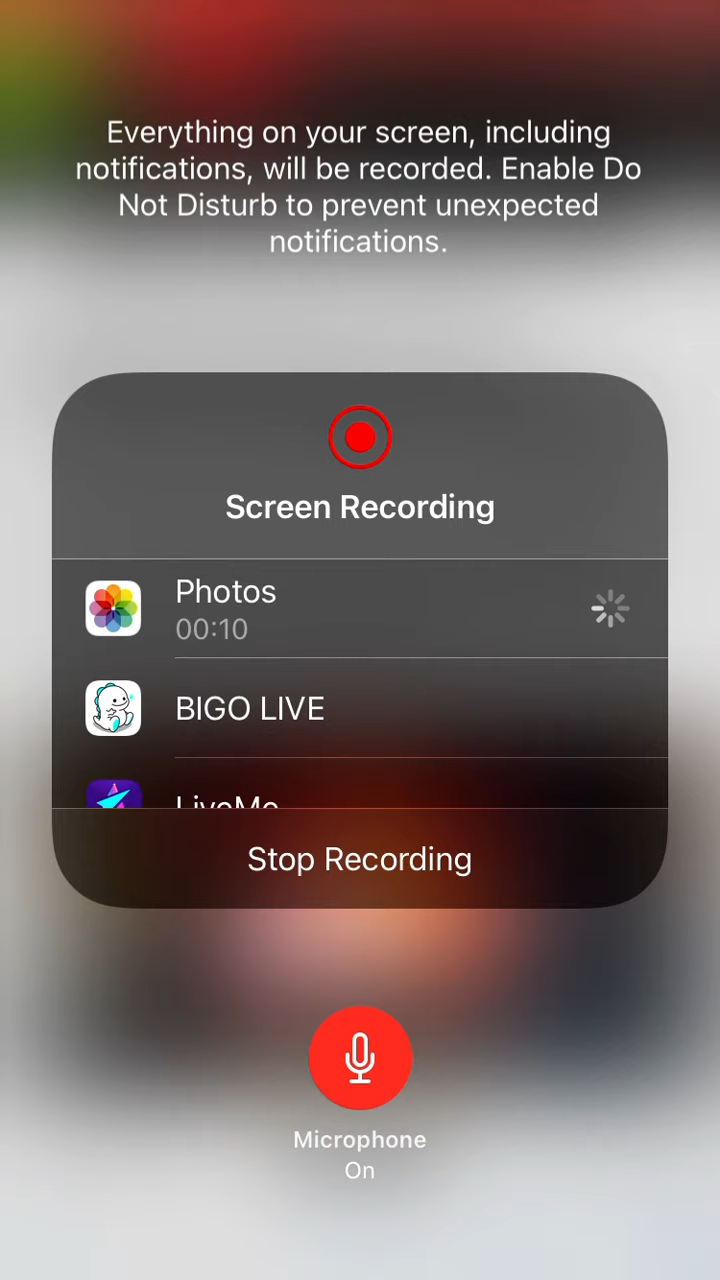 Everything on your screen, including
notifications, will be recorded. Enable Do
Not Disturb to prevent unexpected
notifications.
Screen Recording
Photos
00:10
BIGO LIVE
LiveMe
Stop Recording
Microphone
On